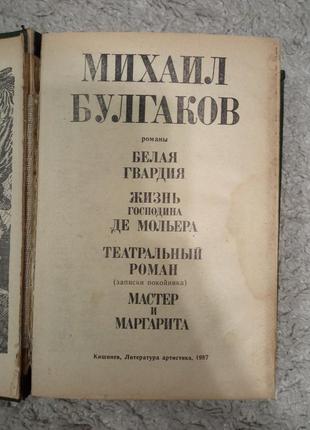 МИХАИЛ
БУЛГАКОВ
романы
БЕЛАЯ
ГВАРДИЯ
ЖИЗНЬ
ГОСПОДИНА
ДЕ МОЛЬЕРА
ТЕАТРАЛЬНЫЙ
РОМАН
(записки покойника)
МАСТЕР
И
МАРГАРИТА
Кишинев, Литература артистикэ, 1987